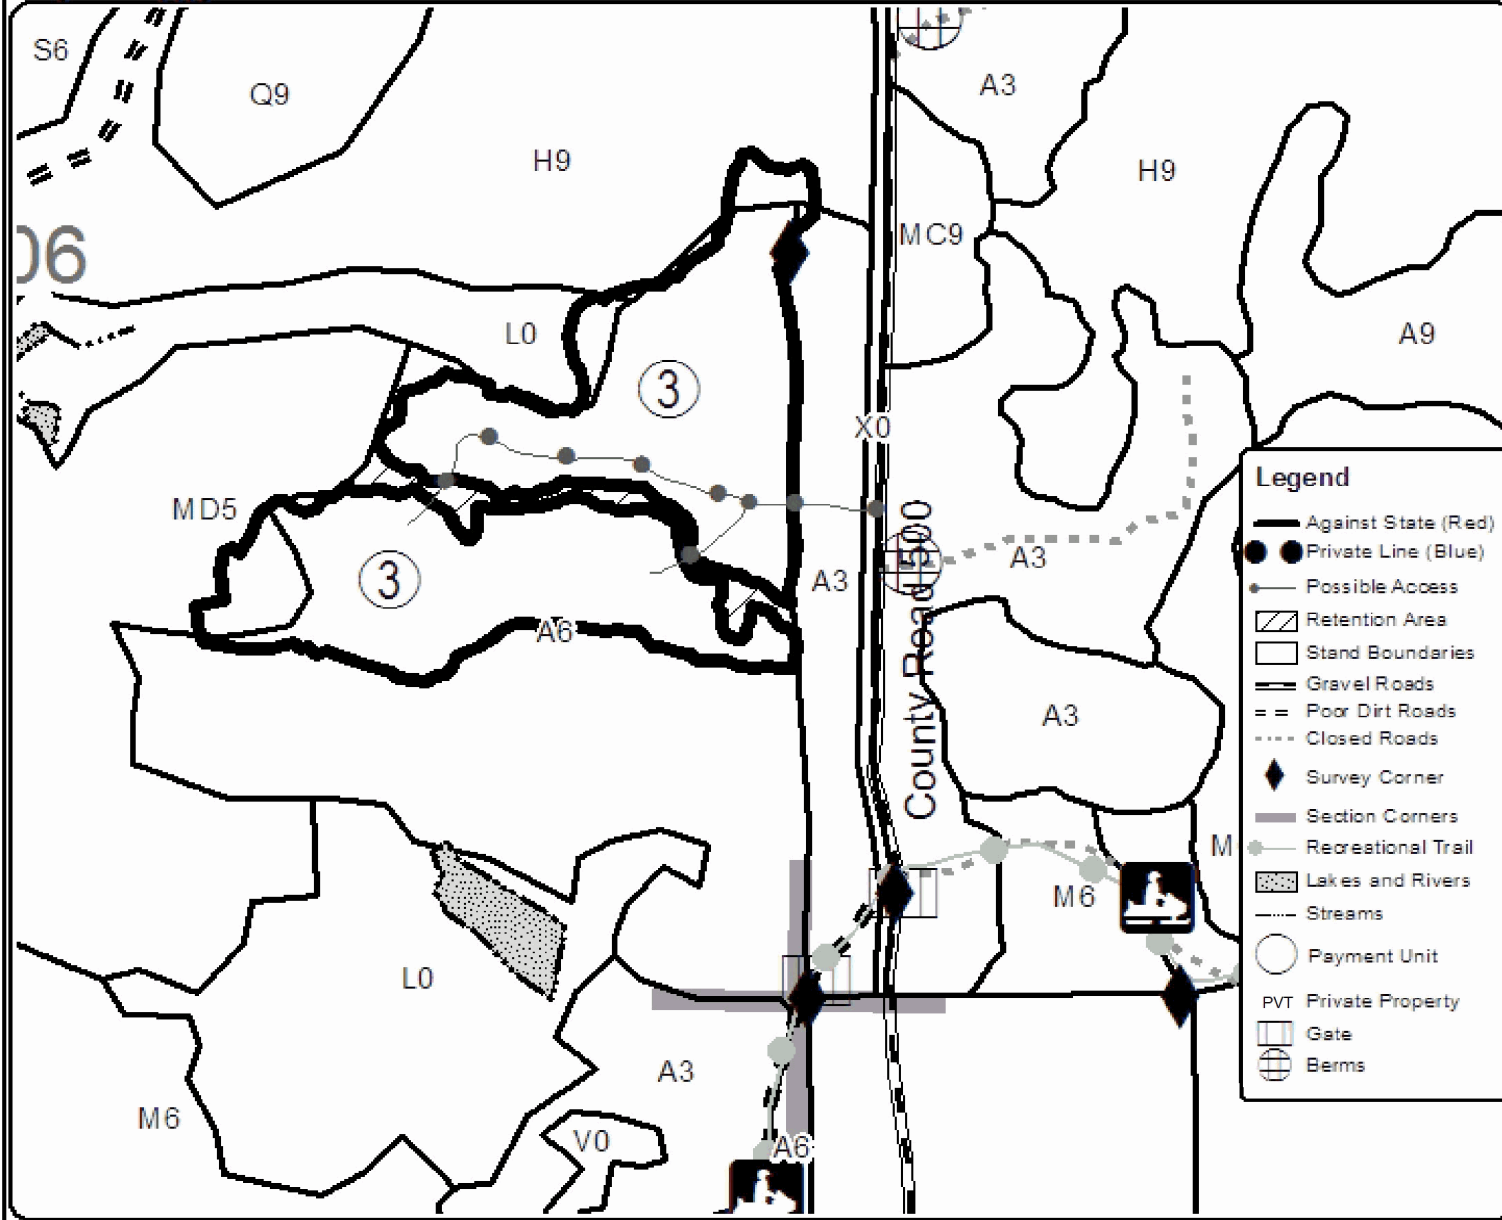 S6
Q9
A3
H9
H9
MC9
06
L0
A9
3
X0
Legend
MD5
Against State (Red)
Private Line (Blue)
A3
Possible Access
3
A3
Retention Area
A6
Stand Boundaries
County Road 500
Gravel Roads
Poor Dirt Roads
A3
Closed Roads
Survey Corner
Section Corners
M
Recreational Trail
Lakes and Rivers
M6
Streams
Payment Unit
L0
PVT Private Property
Gate
Berms
A3
M6
V0
A6